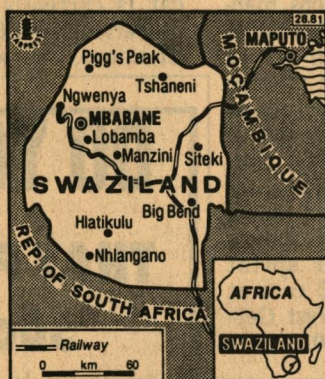 28.81
MAPUTO
MOÇAMBIQUE
Pigg's Peak
Tshaneni
Ngwenya
MBABANE
Lobamba
Manzini
Siteki
SWAZILAND
Big Bend
Hlatikulu
Nhlangano
REP. OF SOUTH AFRICA
AFRICA
SWAZILAND
Railway
0 km 60